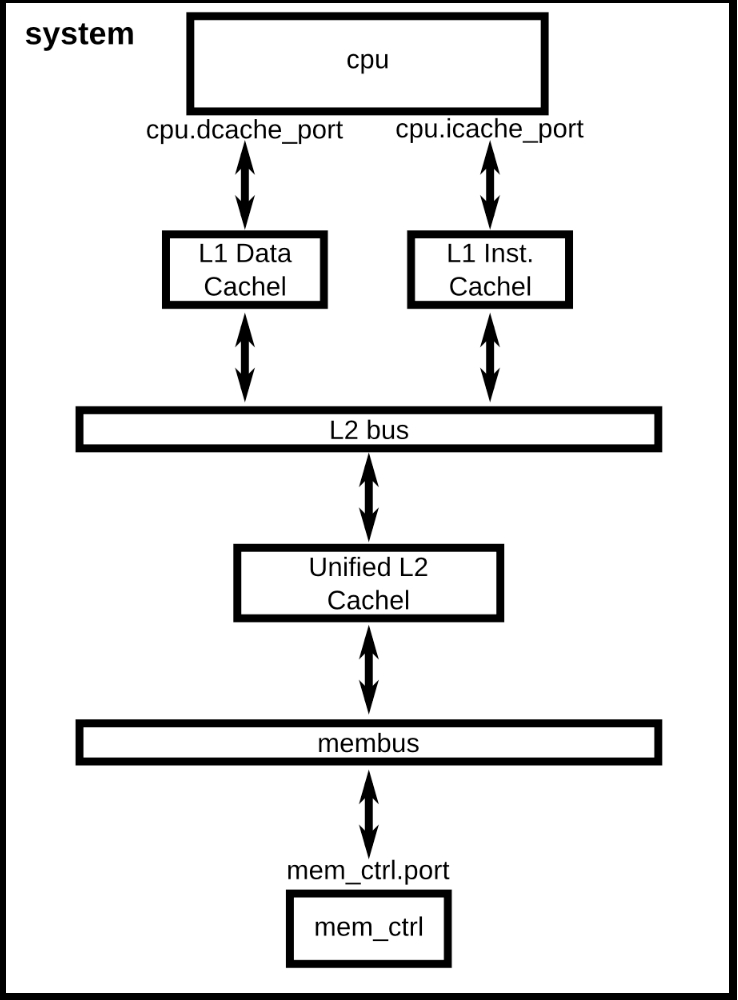 system
cpu
cpu.dcache_port
cpu.icache_port
L1 Data
Cachel
L1 Inst.
Cachel
L2 bus
Unified L2
Cachel
membus
mem_ctrl.port
mem_ctrl